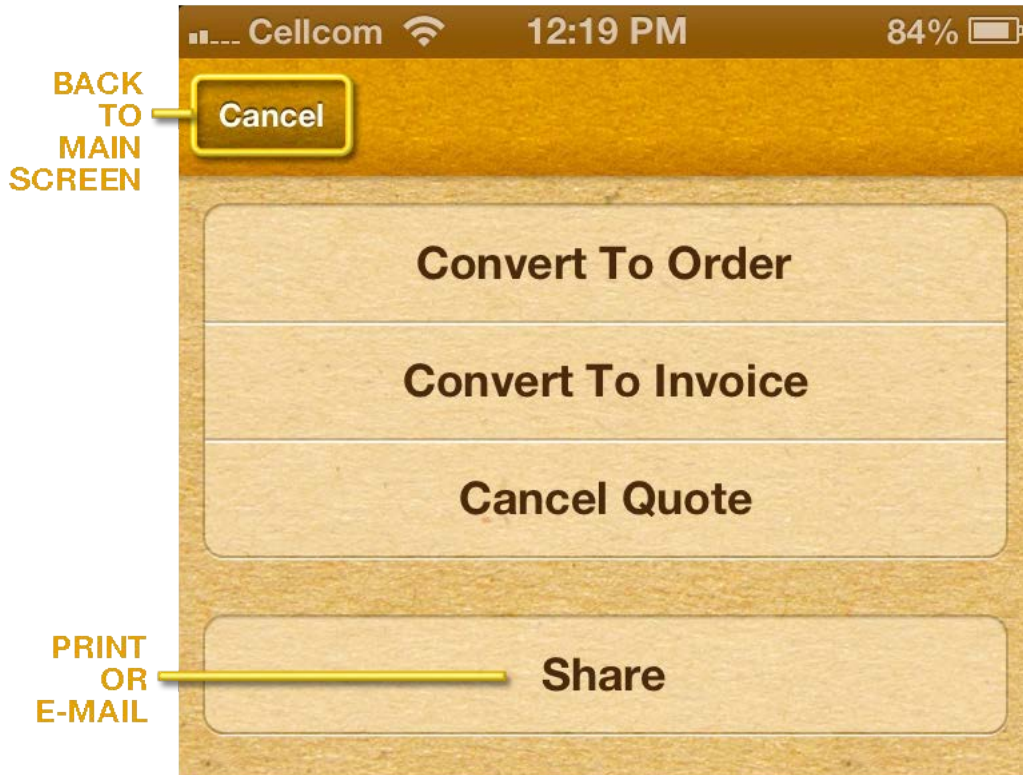 Cellcom 12:19 PM 84%
BACK
TO
MAIN
SCREEN
Cancel
Convert To Order
Convert To Invoice
Cancel Quote
PRINT
OR
E-MAIL
Share